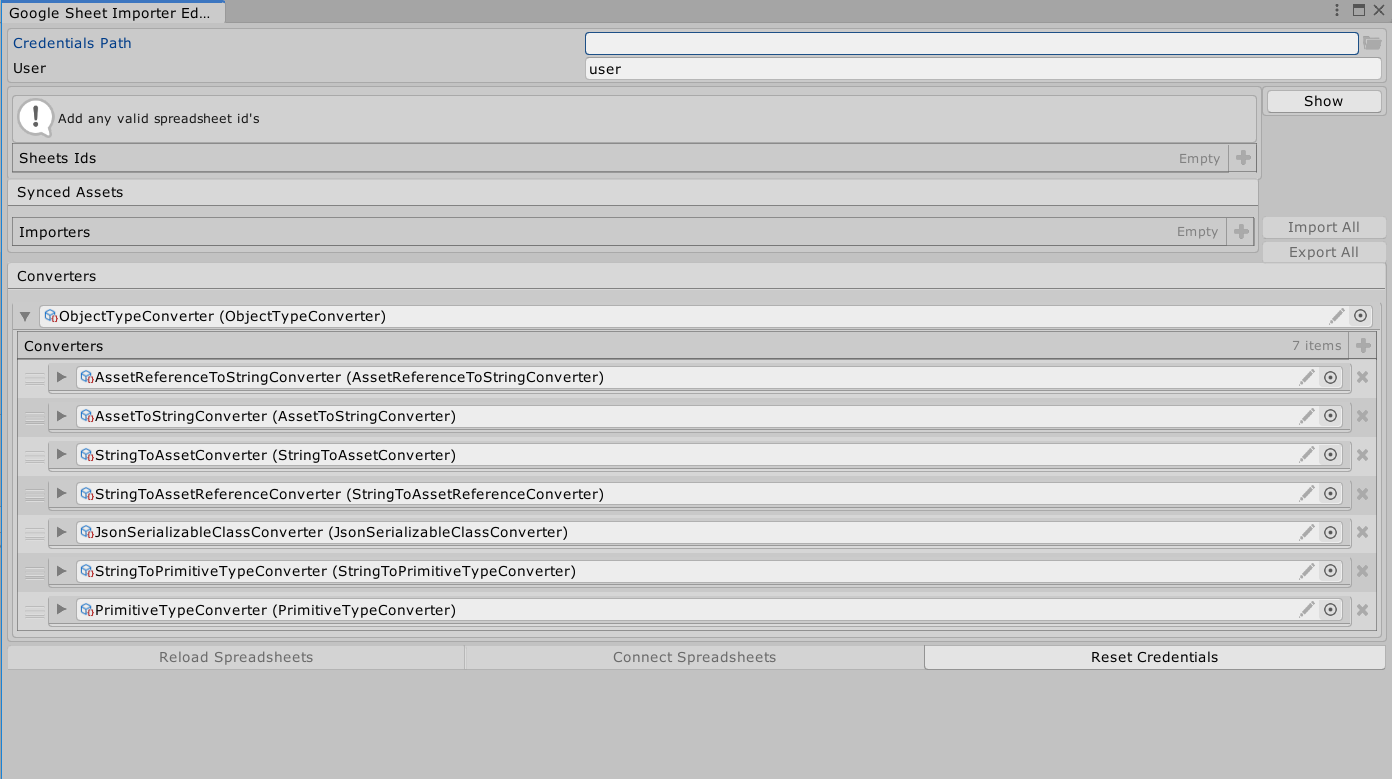 Google Sheet Importer Ed...
Credentials Path
User
user
Add any valid spreadsheet id's
Show
Sheets Ids
Empty
Synced Assets
Importers
Empty
Import All
Export All
Converters
ObjectTypeConverter (ObjectTypeConverter)
Converters
7 items
AssetReferenceToStringConverter (AssetReferenceToStringConverter)
AssetToStringConverter (AssetToStringConverter)
StringToAssetConverter (StringToAssetConverter)
StringToAssetReferenceConverter (StringToAssetReferenceConverter)
JsonSerializableClassConverter (JsonSerializableClassConverter)
StringToPrimitiveTypeConverter (StringToPrimitiveTypeConverter)
PrimitiveTypeConverter (PrimitiveTypeConverter)
Reload Spreadsheets
Connect Spreadsheets
Reset Credentials